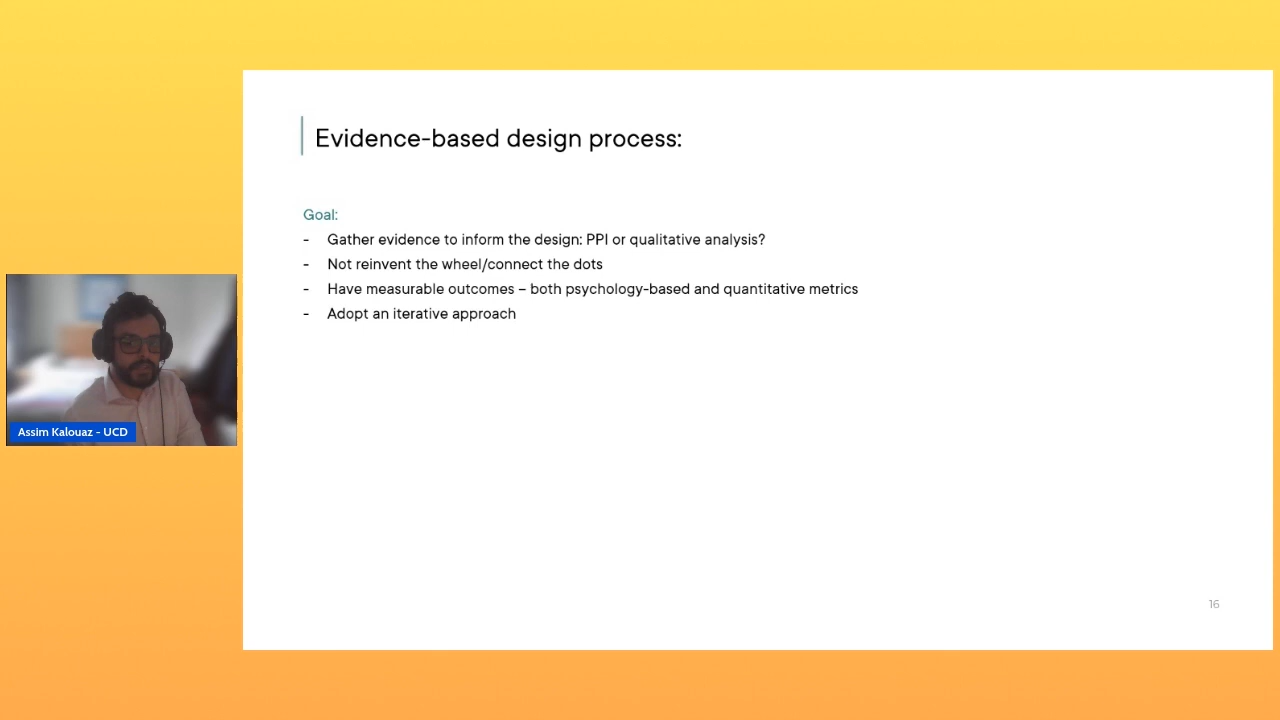 Evidence-based design process:
Goal:
- Gather evidence to inform the design: PPI or qualitative analysis?
- Not reinvent the wheel/connect the dots
- Have measurable outcomes – both psychology-based and quantitative metrics
- Adopt an iterative approach
Assim Kalouaz - UCD
16